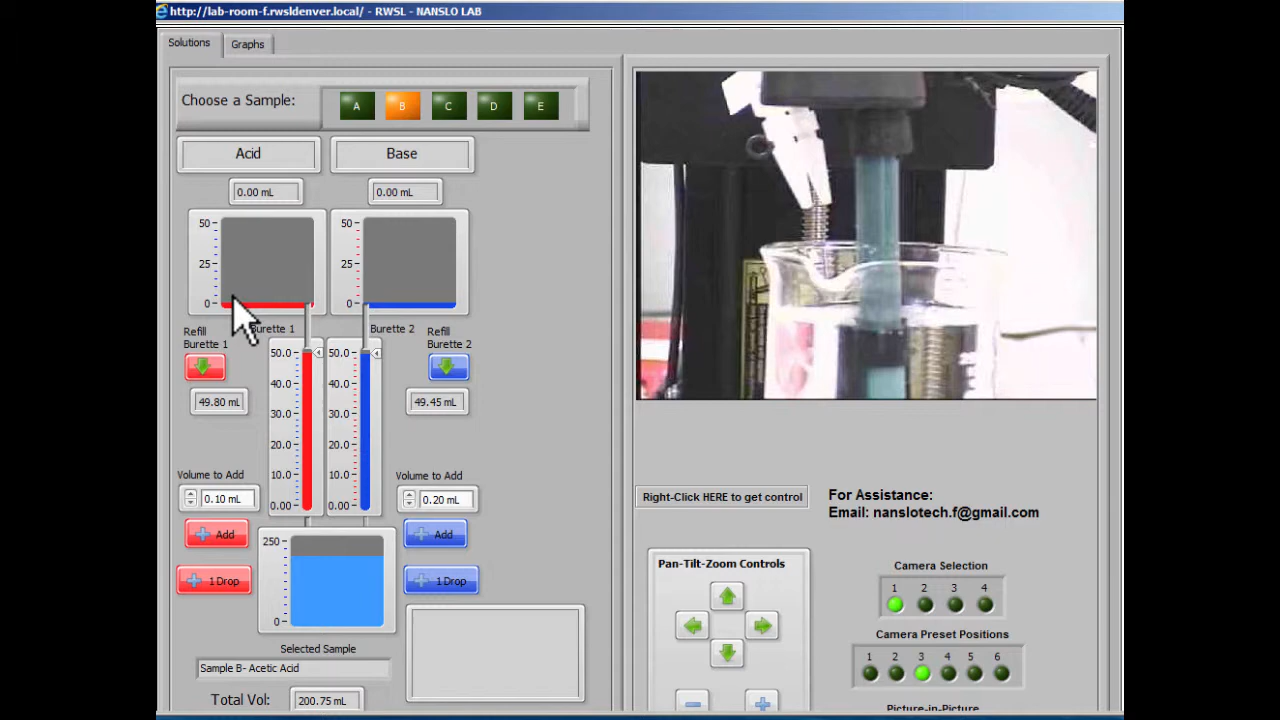 http://lab-room-f.rwsldenver.local/ - RWSL - NANSLO LAB
Solutions
Graphs
Choose a Sample:
A
B
C
D
E
Acid
Base
0.00 mL
0.00 mL
50
25
0
50
25
0
Refill
Burette 1
Burette 2
Refill
Burette 2
50.0
40.0
30.0
20.0
10.0
0.00
50.0
40.0
30.0
20.0
10.0
0.00
49.80 mL
49.45 mL
Volume to Add
0.10 mL
Volume to Add
0.20 mL
Add
Add
1 Drop
1 Drop
250
0
Selected Sample
Sample B- Acetic Acid
Total Vol:
200.75 mL
Right-Click HERE to get control
For Assistance:
Email: nanslotech.f@gmail.com
Pan-Tilt-Zoom Controls
Camera Selection
1 2 3 4
Camera Preset Positions
1 2 3 4 5 6
Picture-in-Picture